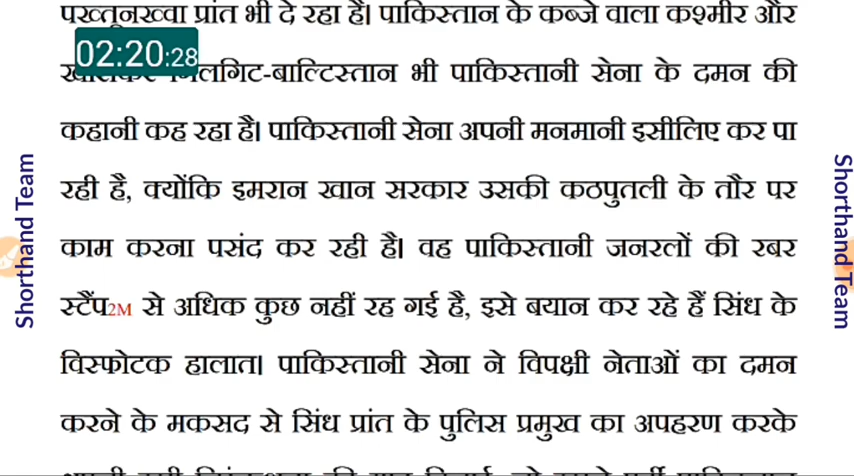 पख्तूनख्वा प्रांत भी दे रहा है। पाकिस्तान के कब्जे वाला कश्मीर और
02:20:28
गिलगिट-बाल्टिस्तान भी पाकिस्तानी सेना के दमन की
कहानी कह रहा है। पाकिस्तानी सेना अपनी मनमानी इसीलिए कर पा
रही है, क्योंकि इमरान खान सरकार उसकी कठपुतली के तौर पर
काम करना पसंद कर रही है। वह पाकिस्तानी जनरलों की रबर
स्टैंप2M से अधिक कुछ नहीं रह गई है, इसे बयान कर रहे हैं सिंध के
विस्फोटक हालात। पाकिस्तानी सेना ने विपक्षी नेताओं का दमन
करने के मकसद से सिंध प्रांत के पुलिस प्रमुख का अपहरण करके
Shorthand Team
Shorthand Team